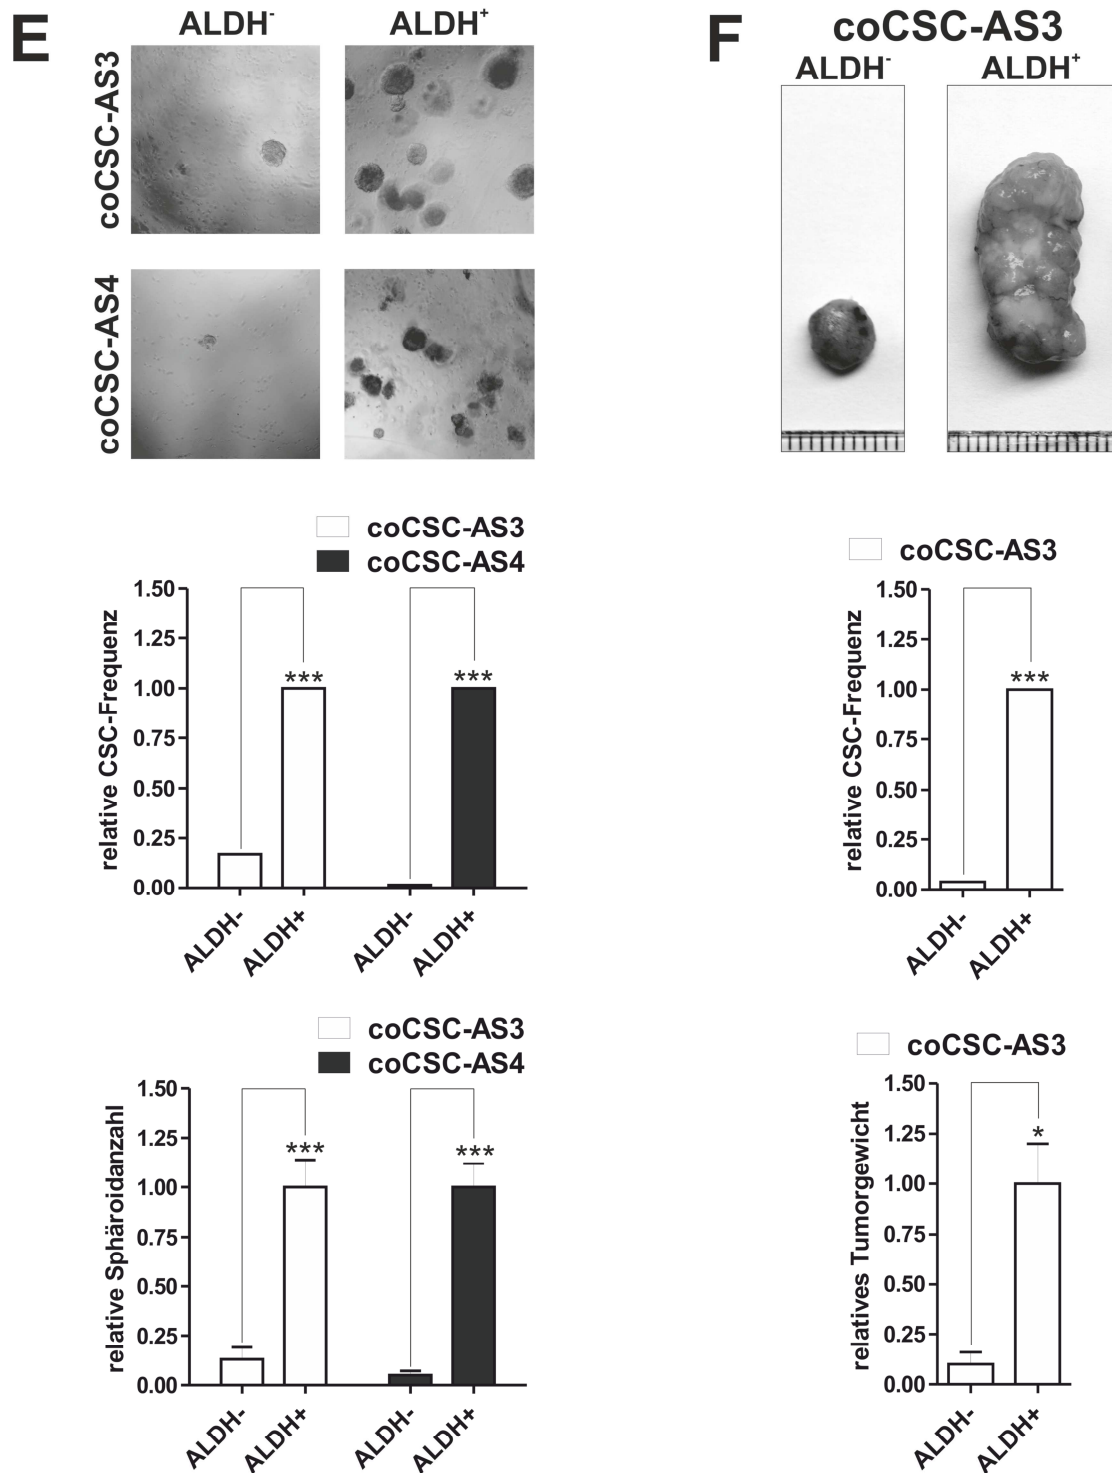 E
ALDH⁻
ALDH⁺
coCSC-AS3
coCSC-AS4
coCSC-AS3
coCSC-AS4
relative CSC-Frequenz
1.50
1.25
1.00
0.75
0.50
0.25
0.00
***
***
ALDH-
ALDH+
ALDH-
ALDH+
coCSC-AS3
coCSC-AS4
relative Sphäroidanzahl
1.50
1.25
1.00
0.75
0.50
0.25
0.00
***
***
ALDH-
ALDH+
ALDH-
ALDH+
F
coCSC-AS3
ALDH⁻
ALDH⁺
coCSC-AS3
relative CSC-Frequenz
1.50
1.25
1.00
0.75
0.50
0.25
0.00
***
ALDH-
ALDH+
coCSC-AS3
relatives Tumorgewicht
1.50
1.25
1.00
0.75
0.50
0.25
0.00
*
ALDH-
ALDH+